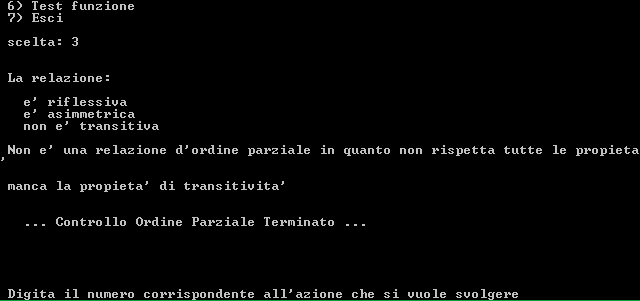 6) Test funzione
7) Esci
scelta: 3
La relazione:
e' riflessiva
e' asimmetrica
non e' transitiva
Non e' una relazione d'ordine parziale in quanto non rispetta tutte le propieta
'
manca la propieta' di transitivita'
... Controllo Ordine Parziale Terminato ...
Digita il numero corrispondente all'azione che si vuole svolgere